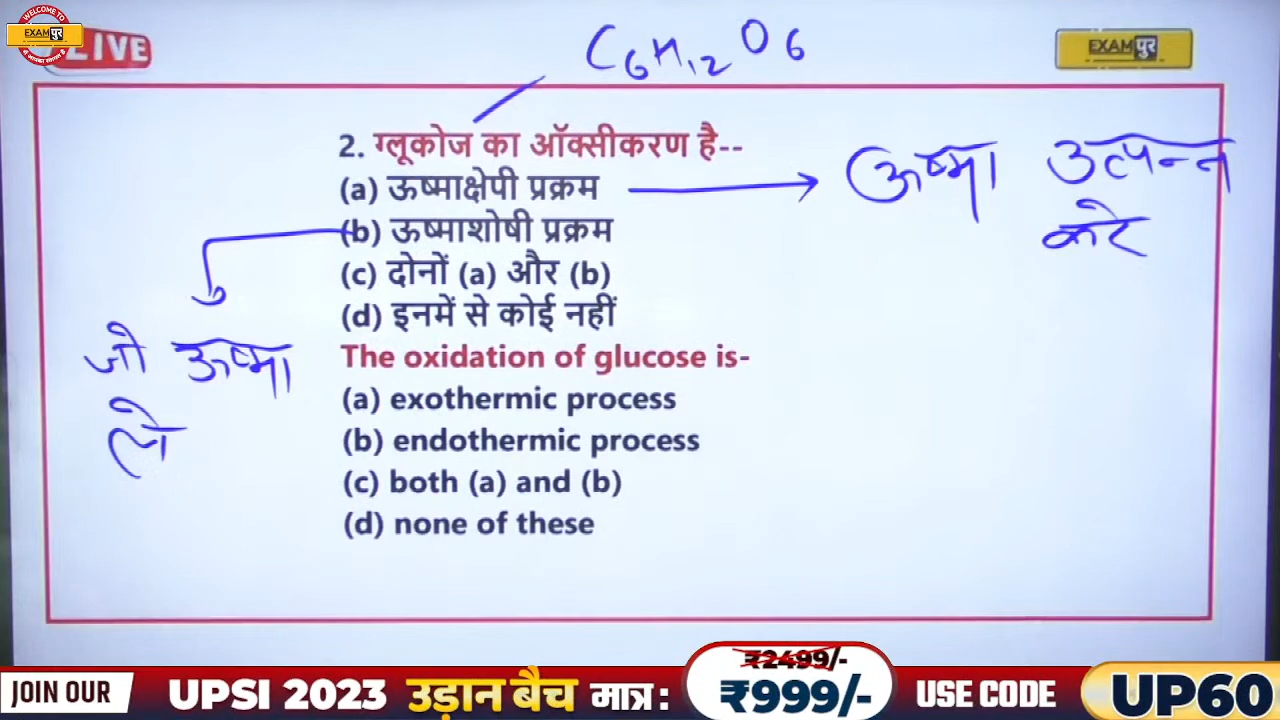 WELCOME TO
EXAMपुर
LIVE
C6H12O6
EXAMपुर
2. ग्लूकोज का ऑक्सीकरण है--
(a) ऊष्माक्षेपी प्रक्रम
ऊष्मा उत्पन्न
करे
(b) ऊष्माशोषी प्रक्रम
(c) दोनों (a) और (b)
(d) इनमें से कोई नहीं
जो ऊष्मा
ले
The oxidation of glucose is-
(a) exothermic process
(b) endothermic process
(c) both (a) and (b)
(d) none of these
JOIN OUR UPSI 2023 उड़ान बैच मात्र : ₹2499/- ₹999/- USE CODE UP60